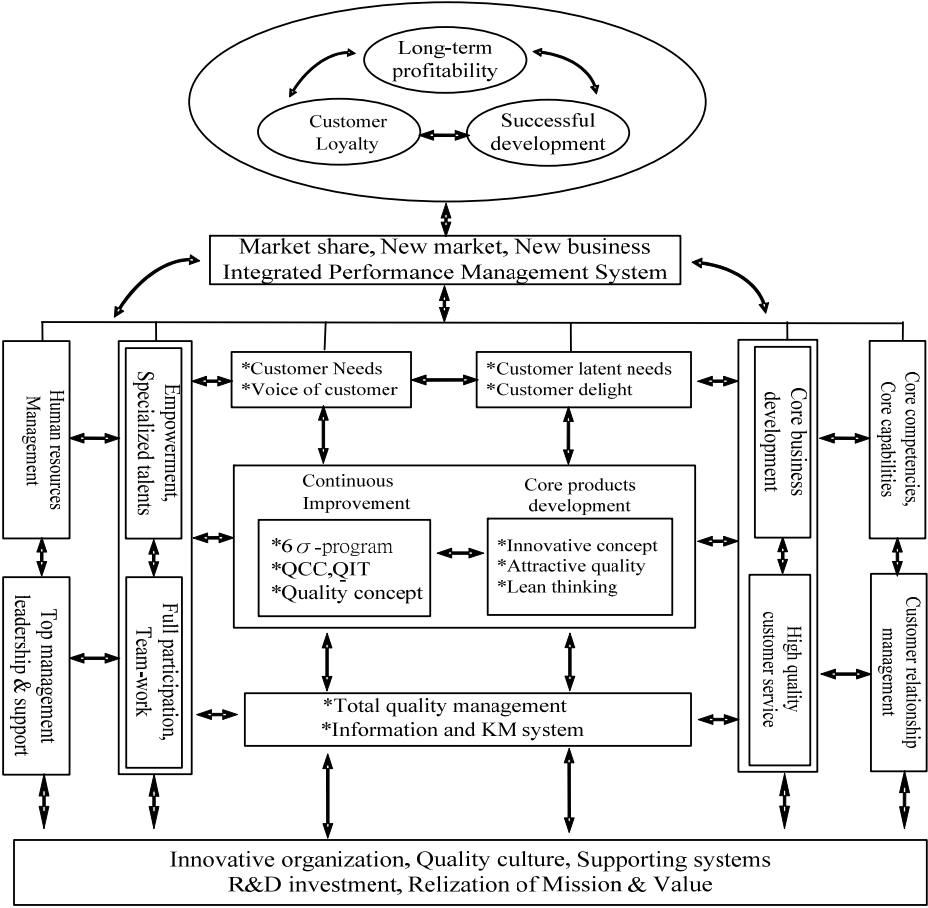 Long-term
profitability
Customer
Loyalty
Successful
development
Market share, New market, New business
Integrated Performance Management System
Human resources
Management
Empowerment,
Specialized talents
*Customer Needs
*Voice of customer
*Customer latent needs
*Customer delight
Core business
development
Core competencies,
Core capabilities
Continuous
Improvement
*6σ-program
*QCC,QIT
*Quality concept
Core products
development
*Innovative concept
*Attractive quality
*Lean thinking
Top management
leadership & support
Full participation,
Team-work
High quality
customer service
Customer relationship
management
*Total quality management
*Information and KM system
Innovative organization, Quality culture, Supporting systems
R&D investment, Relization of Mission & Value